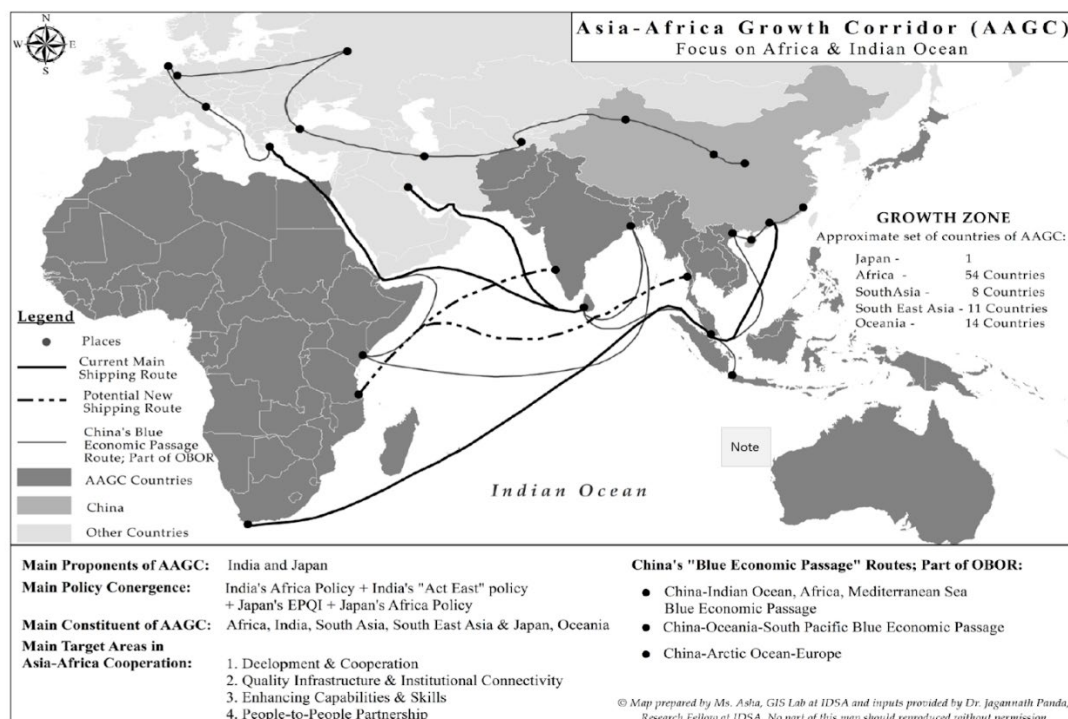 Asia-Africa Growth Corridor (AAGC)
Focus on Africa & Indian Ocean
N
W
E
S
GROWTH ZONE
Approximate set of countries of AAGC:
Japan - 1
Africa - 54 Countries
SouthAsia - 8 Countries
South East Asia - 11 Countries
Oceania - 14 Countries
Legend
Places
Current Main
Shipping Route
Potential New
Shipping Route
China's Blue
Economic Passage
Route; Part of OBOR
AAGC Countries
China
Other Countries
Note
Indian Ocean
Main Proponents of AAGC: India and Japan
Main Policy Conergence: India's Africa Policy + India's "Act East" policy
+ Japan's EPQI + Japan's Africa Policy
Main Constituent of AAGC: Africa, India, South Asia, South East Asia & Japan, Oceania
Main Target Areas in
Asia-Africa Cooperation: 1. Deelopment & Cooperation
2. Quality Infrastructure & Institutional Connectivity
3. Enhancing Capabilities & Skills
4. People-to-People Partnership
China's "Blue Economic Passage" Routes; Part of OBOR:
China-Indian Ocean, Africa, Mediterranean Sea
Blue Economic Passage
China-Oceania-South Pacific Blue Economic Passage
China-Arctic Ocean-Europe
© Map prepared by Ms. Asha, GIS Lab at IDSA and inputs provided by Dr. Jagannath Panda,
Research Fellow at IDSA. No part of this map should reproduced without permission